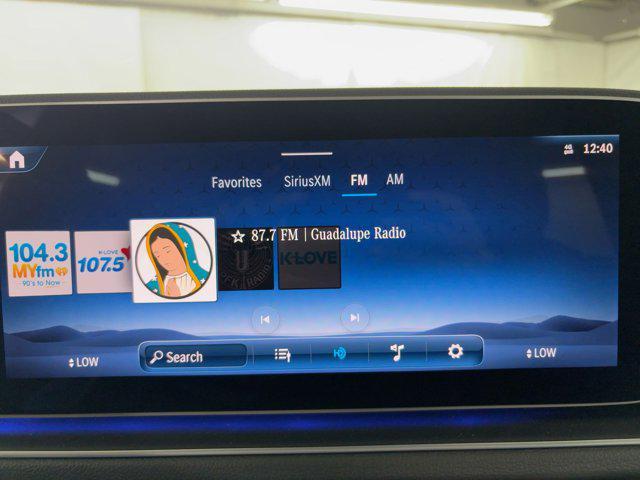 4G
12:40
Favorites SiriusXM FM AM
104.3
MYfm
90's to Now
K-LOVE
107.5
87.7 FM | Guadalupe Radio
K-LOVE
LOW
Search
LOW